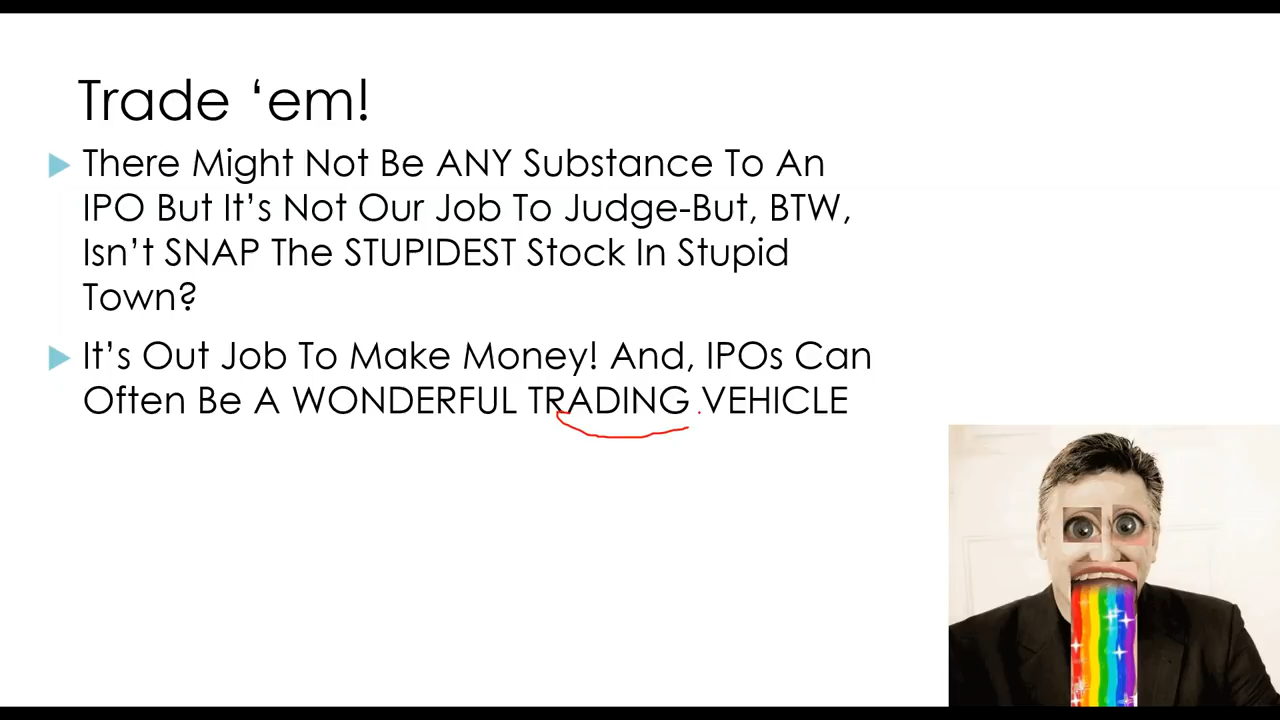 Trade ‘em!
There Might Not Be ANY Substance To An
IPO But It’s Not Our Job To Judge-But, BTW,
Isn’t SNAP The STUPIDEST Stock In Stupid
Town?
It’s Out Job To Make Money! And, IPOs Can
Often Be A WONDERFUL TRADING VEHICLE